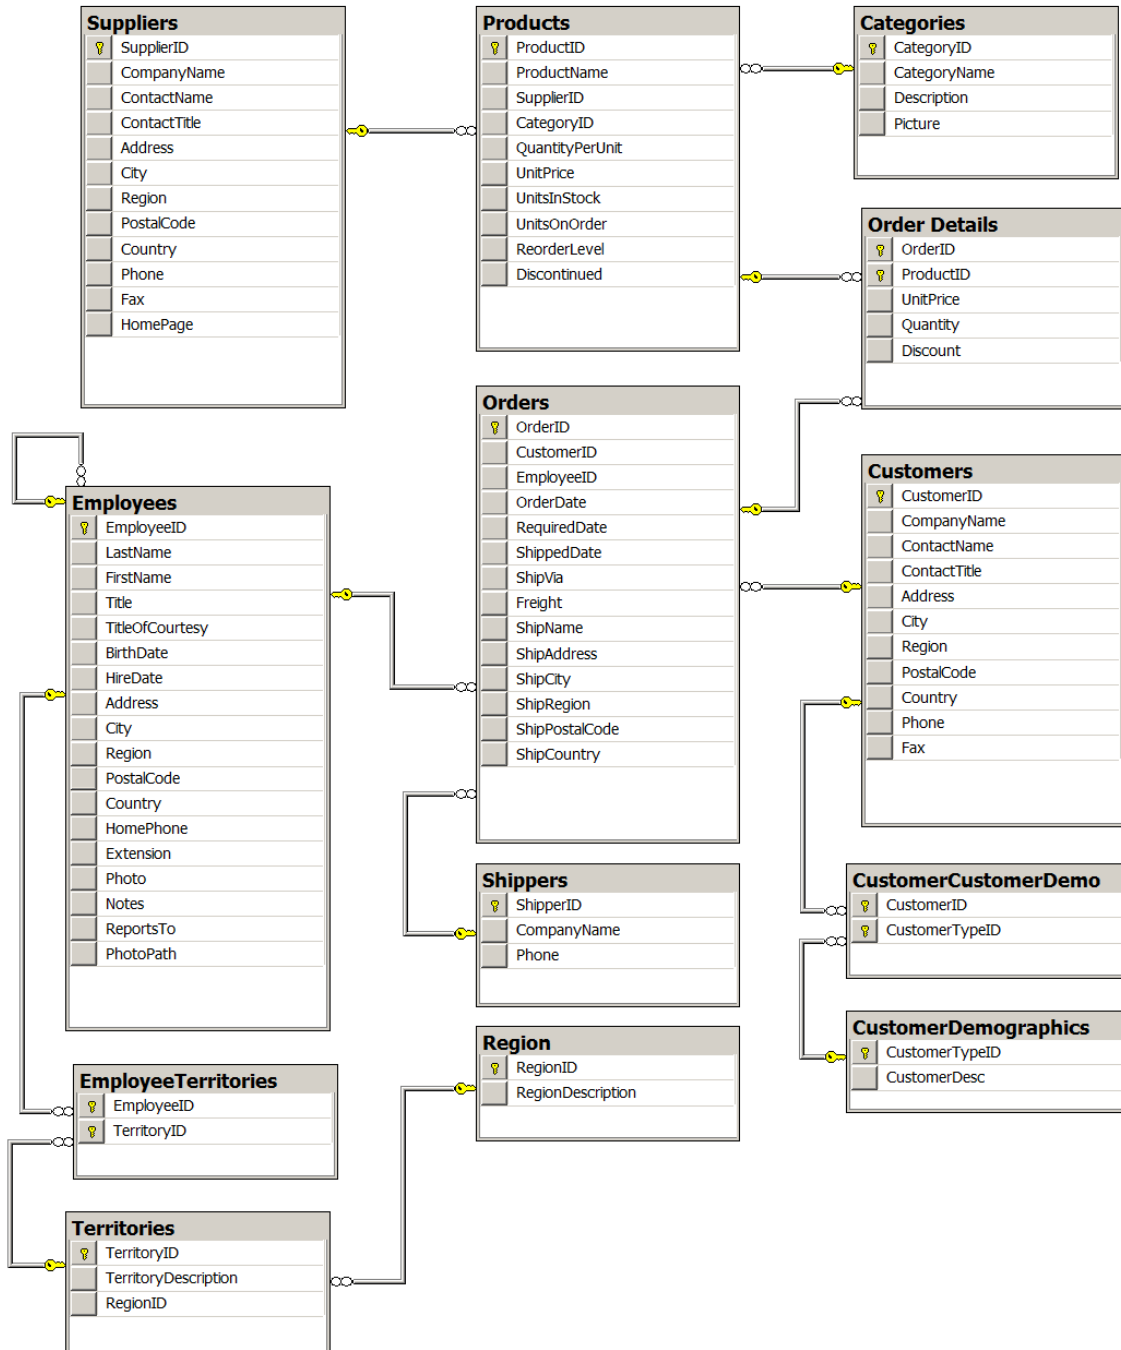 Suppliers
SupplierID
CompanyName
ContactName
ContactTitle
Address
City
Region
PostalCode
Country
Phone
Fax
HomePage
Products
ProductID
ProductName
SupplierID
CategoryID
QuantityPerUnit
UnitPrice
UnitsInStock
UnitsOnOrder
ReorderLevel
Discontinued
Categories
CategoryID
CategoryName
Description
Picture
Order Details
OrderID
ProductID
UnitPrice
Quantity
Discount
Employees
EmployeeID
LastName
FirstName
Title
TitleOfCourtesy
BirthDate
HireDate
Address
City
Region
PostalCode
Country
HomePhone
Extension
Photo
Notes
ReportsTo
PhotoPath
Orders
OrderID
CustomerID
EmployeeID
OrderDate
RequiredDate
ShippedDate
ShipVia
Freight
ShipName
ShipAddress
ShipCity
ShipRegion
ShipPostalCode
ShipCountry
Customers
CustomerID
CompanyName
ContactName
ContactTitle
Address
City
Region
PostalCode
Country
Phone
Fax
Shippers
ShipperID
CompanyName
Phone
CustomerCustomerDemo
CustomerID
CustomerTypeID
CustomerDemographics
CustomerTypeID
CustomerDesc
Region
RegionID
RegionDescription
EmployeeTerritories
EmployeeID
TerritoryID
Territories
TerritoryID
TerritoryDescription
RegionID